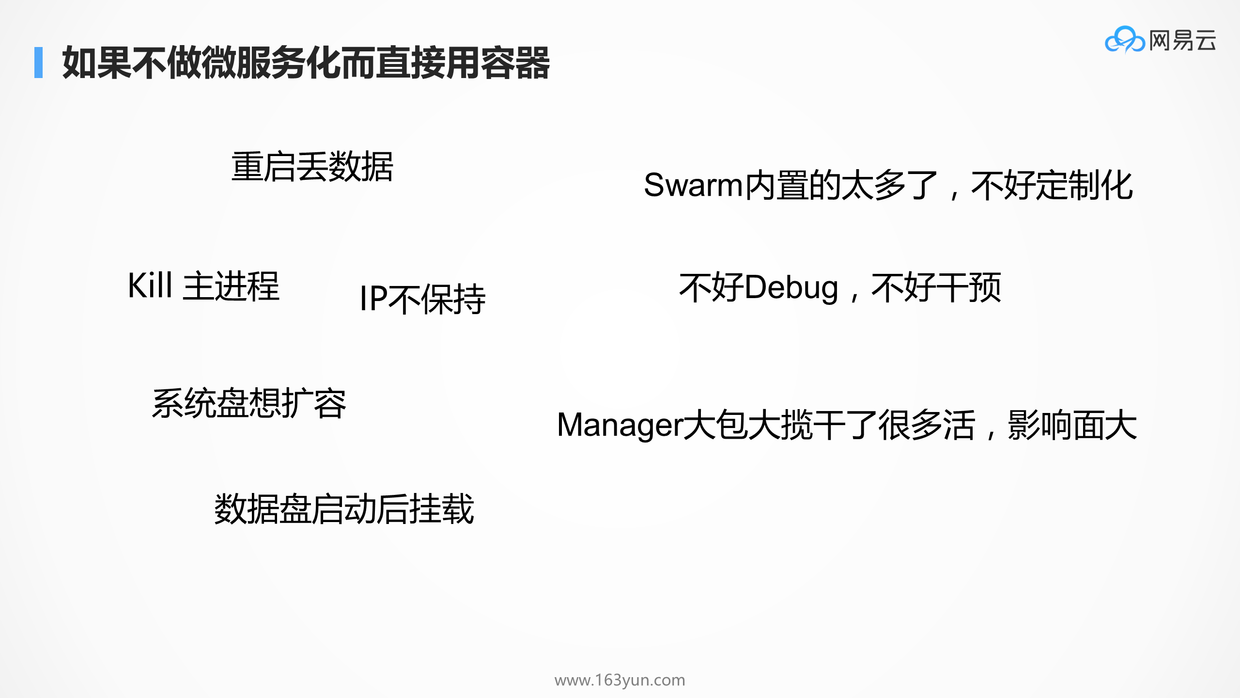 如果不做微服务化而直接用容器
网易云
重启丢数据
Swarm内置的太多了，不好定制化
Kill 主进程
IP不保持
不好Debug，不好干预
系统盘想扩容
Manager大包大揽干了很多活，影响面大
数据盘启动后挂载
www.163yun.com